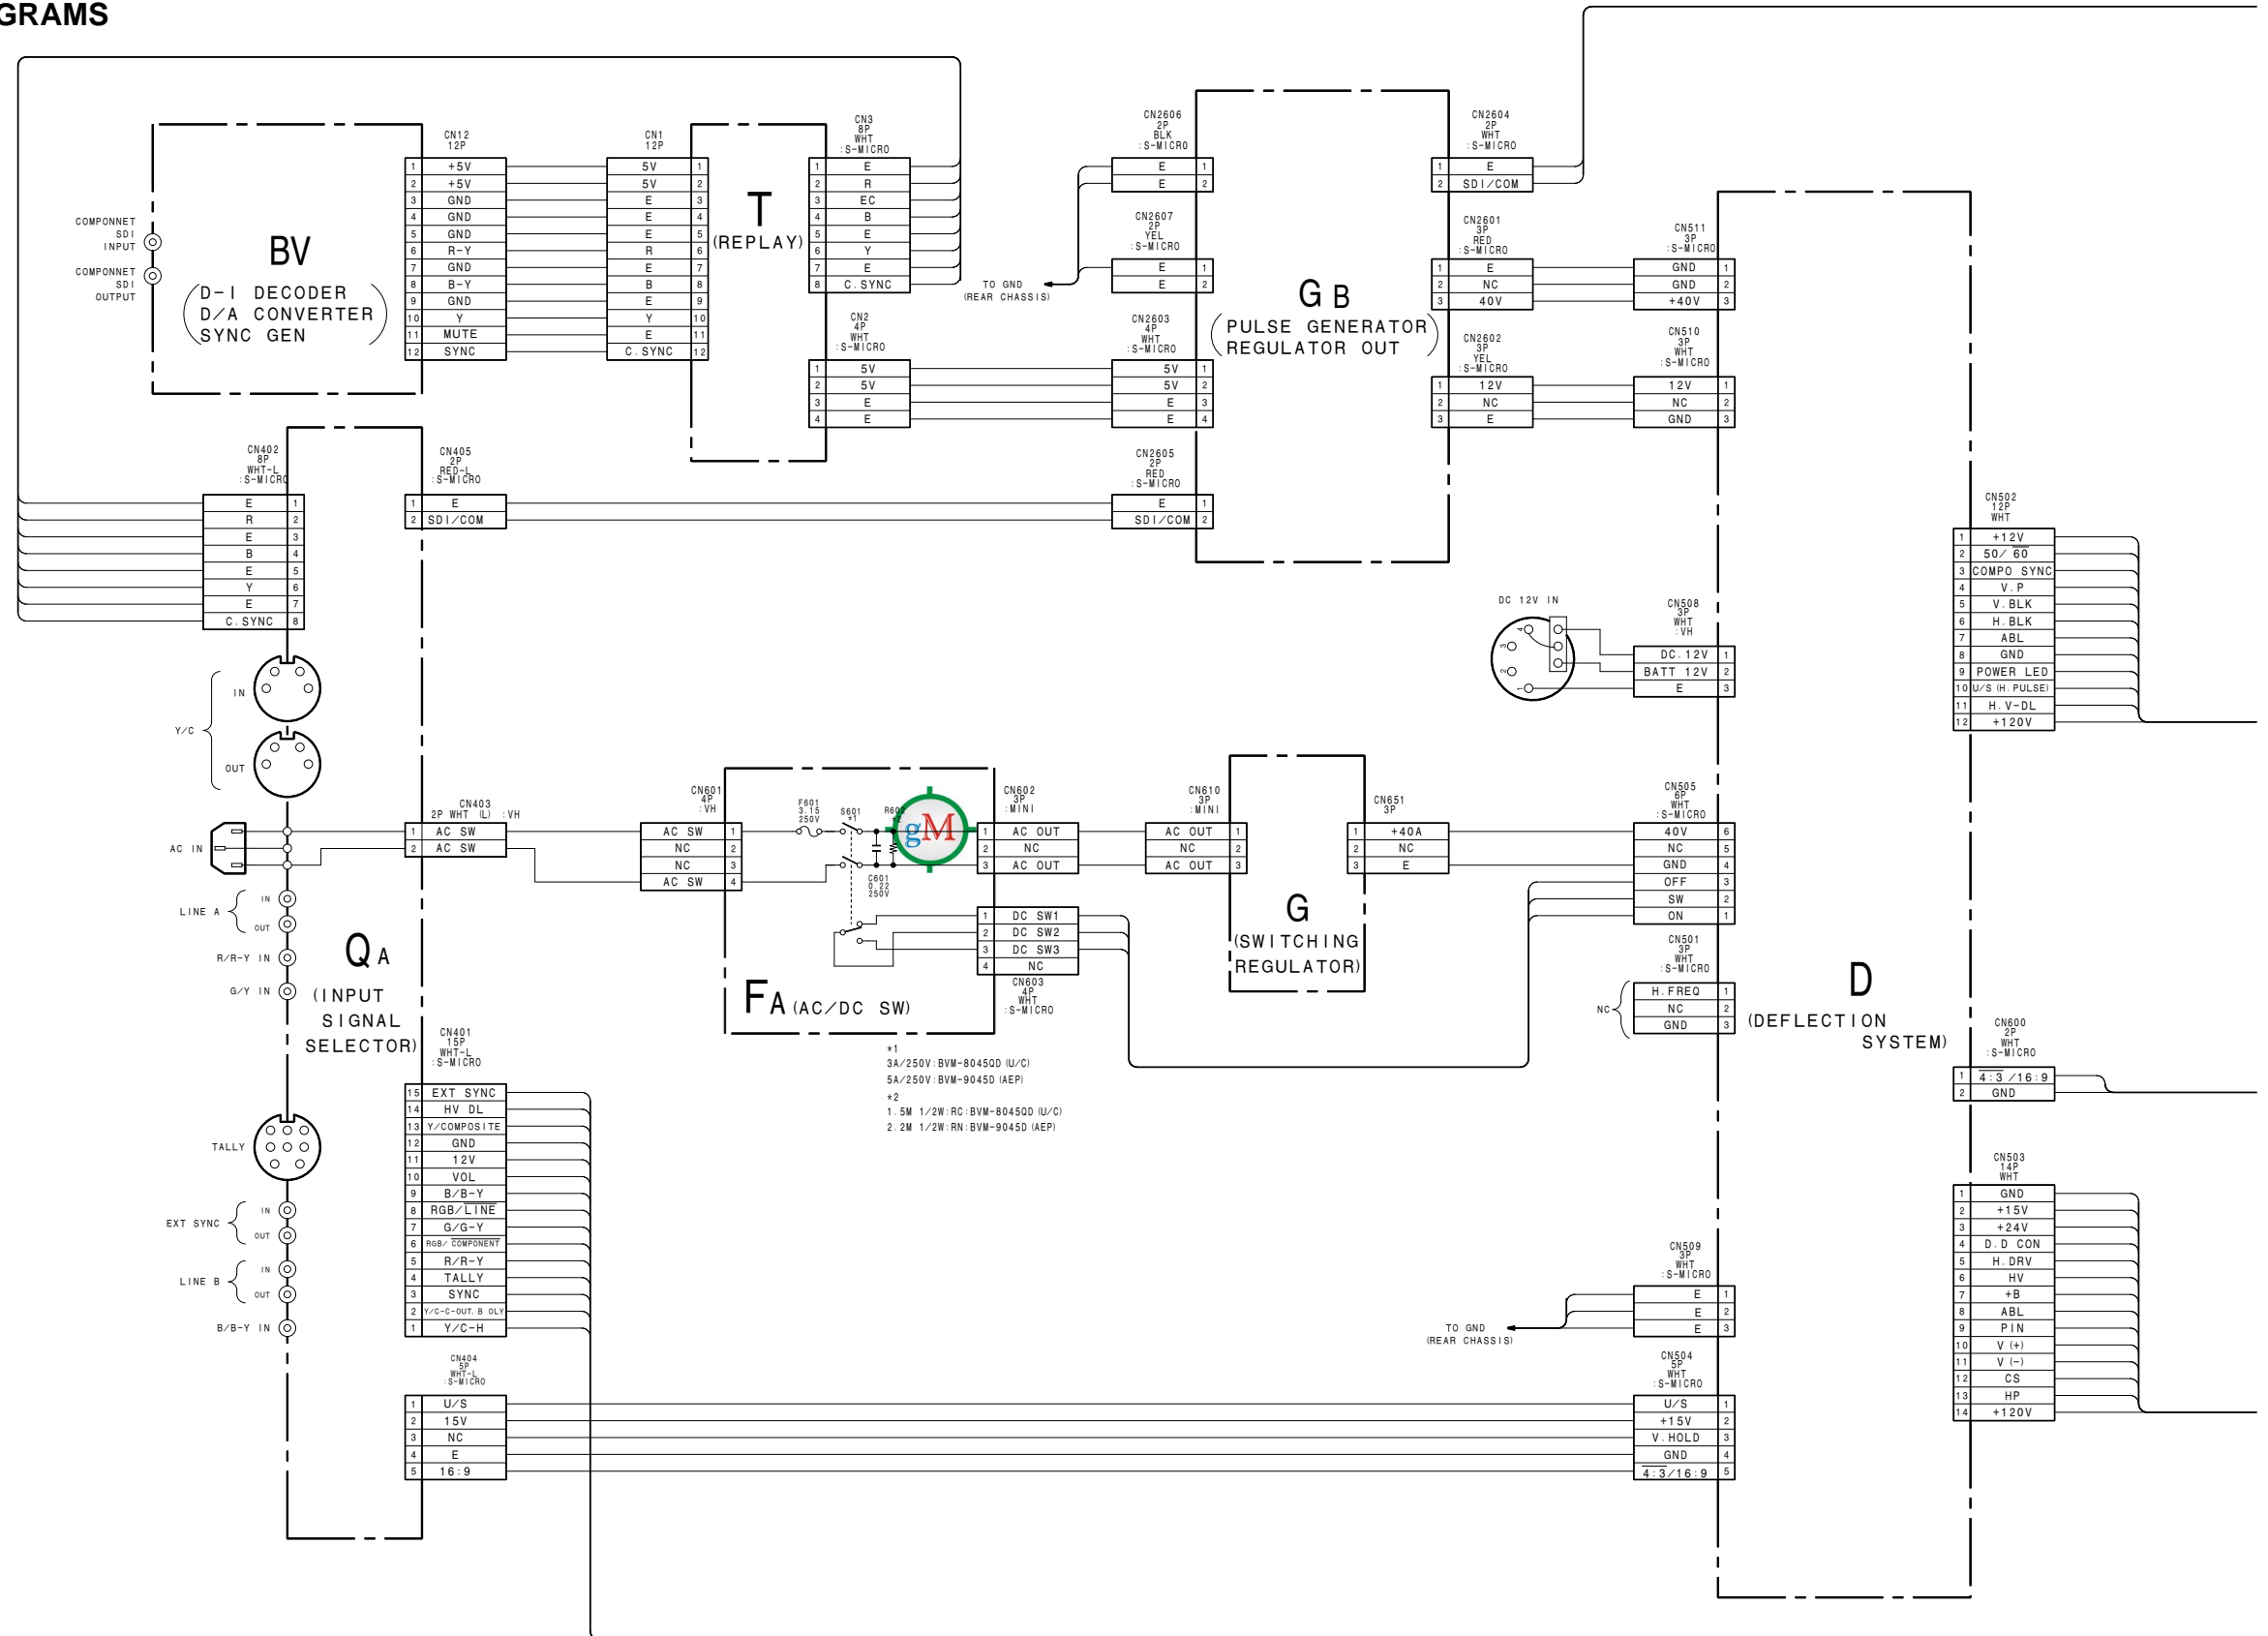 GRAMS
COMPONNET
SDI
INPUT
COMPONNET
SDI
OUTPUT
BV
(D-I DECODER
D/A CONVERTER
SYNC GEN)
CN12
12P
1 +5V
2 +5V
3 GND
4 GND
5 GND
6 R-Y
7 GND
8 B-Y
9 GND
10 Y
11 MUTE
12 SYNC
CN1
12P
5V 1
5V 2
E 3
E 4
E 5
R 6
E 7
B 8
E 9
Y 10
E 11
C.SYNC 12
T
(REPLAY)
CN3
8P
WHT
:S-MICRO
1 E
2 R
3 EC
4 B
5 E
6 Y
7 E
8 C.SYNC
CN2
4P
WHT
:S-MICRO
1 5V
2 5V
3 E
4 E
TO GND
(REAR CHASSIS)
CN2606
2P
BLK
:S-MICRO
E 1
E 2
CN2607
2P
YEL
:S-MICRO
E 1
E 2
CN2603
4P
WHT
:S-MICRO
5V 1
5V 2
E 3
E 4
CN2605
2P
RED
:S-MICRO
E 1
SDI/COM 2
GB
(PULSE GENERATOR
REGULATOR OUT)
CN2604
2P
WHT
:S-MICRO
1 E
2 SDI/COM
CN2601
3P
RED
:S-MICRO
1 E
2 NC
3 40V
CN2602
3P
YEL
:S-MICRO
1 12V
2 NC
3 E
CN511
3P
:S-MICRO
GND 1
GND 2
+40V 3
CN510
3P
WHT
:S-MICRO
12V 1
NC 2
GND 3
CN402
8P
WHT-L
:S-MICRO
E 1
R 2
E 3
B 4
E 5
Y 6
E 7
C.SYNC 8
CN405
2P
RED-L
:S-MICRO
1 E
2 SDI/COM
Y/C
IN
OUT
AC IN
LINE A
IN
OUT
R/R-Y IN
G/Y IN
TALLY
EXT SYNC
IN
OUT
LINE B
IN
OUT
B/B-Y IN
QA
(INPUT
SIGNAL
SELECTOR)
CN403
2P WHT (L) :VH
1 AC SW
2 AC SW
CN401
15P
WHT-L
:S-MICRO
15 EXT SYNC
14 HV DL
13 Y/COMPOSITE
12 GND
11 12V
10 VOL
9 B/B-Y
8 RGB/LINE
7 G/G-Y
6 RGB/ COMPONENT
5 R/R-Y
4 TALLY
3 SYNC
2 Y/C-C-OUT.B OLY
1 Y/C-H
CN404
5P
WHT-L
:S-MICRO
1 U/S
2 15V
3 NC
4 E
5 16:9
CN601
4P
:VH
AC SW 1
NC 2
NC 3
AC SW 4
F601
3.15
250V
S601
*1
R602
gM
C601
0.22
250V
FA (AC/DC SW)
CN602
3P
:MINI
1 AC OUT
2 NC
3 AC OUT
1 DC SW1
2 DC SW2
3 DC SW3
4 NC
CN603
4P
WHT
:S-MICRO
*1
3A/250V:BVM-8045QD (U/C)
5A/250V:BVM-9045D (AEP)
*2
1.5M 1/2W:RC:BVM-8045QD (U/C)
2.2M 1/2W:RN:BVM-9045D (AEP)
CN610
3P
:MINI
AC OUT 1
NC 2
AC OUT 3
G
(SWITCHING
REGULATOR)
CN651
3P
1 +40A
2 NC
3 E
DC 12V IN
4
3
2
1
CN508
3P
WHT
:VH
DC.12V 1
BATT 12V 2
E 3
CN505
6P
WHT
:S-MICRO
40V 6
NC 5
GND 4
OFF 3
SW 2
ON 1
CN501
3P
WHT
:S-MICRO
NC
H.FREQ 1
NC 2
GND 3
D
(DEFLECTION
SYSTEM)
TO GND
(REAR CHASSIS)
CN509
3P
WHT
:S-MICRO
E 1
E 2
E 3
CN504
5P
WHT
:S-MICRO
U/S 1
+15V 2
V.HOLD 3
GND 4
4:3/16:9 5
CN502
12P
WHT
1 +12V
2 50/ 60
3 COMPO SYNC
4 V.P
5 V.BLK
6 H.BLK
7 ABL
8 GND
9 POWER LED
10 U/S (H.PULSE)
11 H.V-DL
12 +120V
CN600
2P
WHT
:S-MICRO
1 4:3 /16:9
2 GND
CN503
14P
WHT
1 GND
2 +15V
3 +24V
4 D.D CON
5 H.DRV
6 HV
7 +B
8 ABL
9 PIN
10 V (+)
11 V (-)
12 CS
13 HP
14 +120V